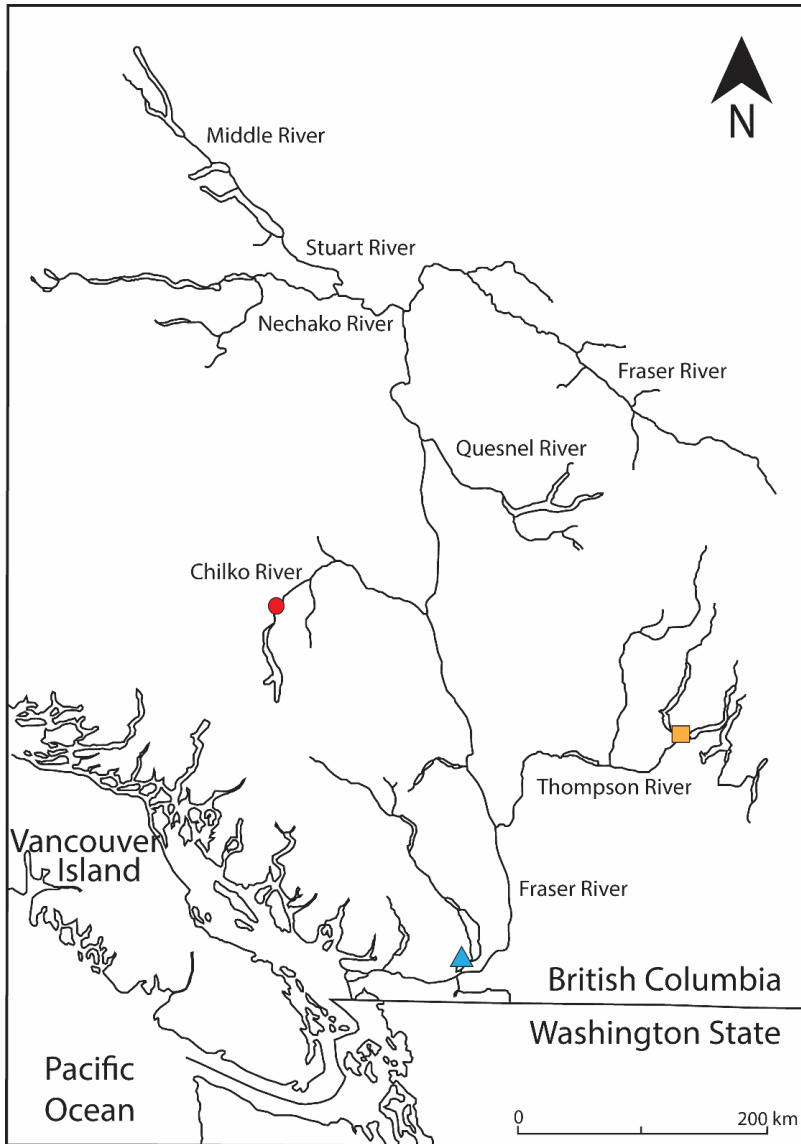 N
Middle River
Stuart River
Nechako River
Fraser River
Quesnel River
Chilko River
Thompson River
Vancouver
Island
Fraser River
British Columbia
Washington State
Pacific
Ocean
0
200 km